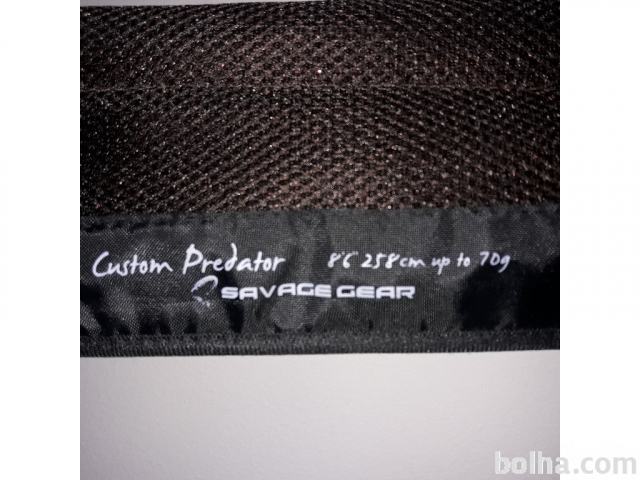 Custom Predator 8'6 258cm up to 70g
SAVAGE GEAR
bolha.com